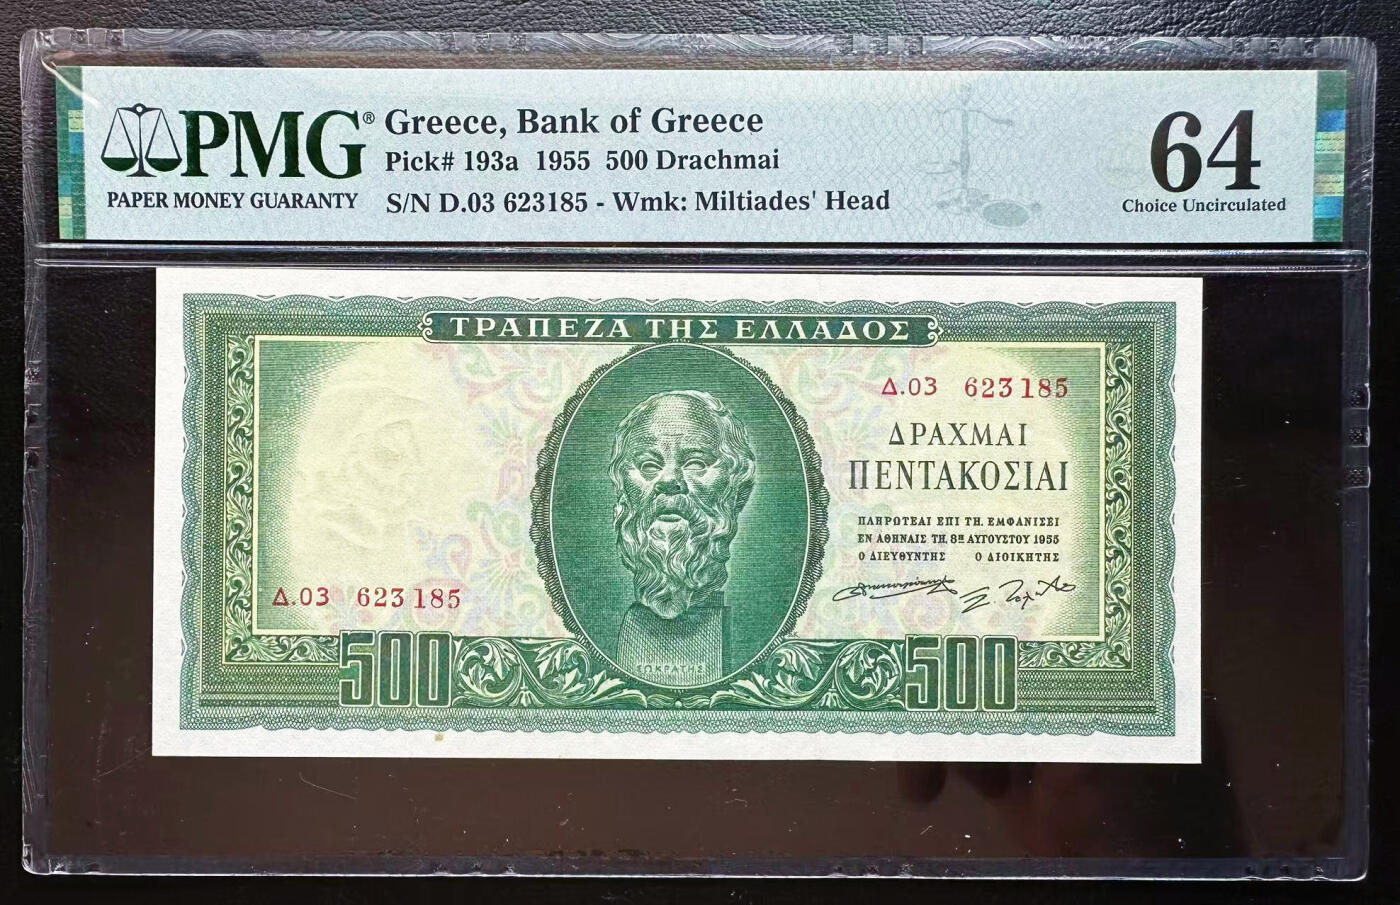 PMG®
PAPER MONEY GUARANTY
Greece, Bank of Greece
Pick# 193a 1955 500 Drachmai
S/N D.03 623185 - Wmk: Miltiades' Head
64
Choice Uncirculated
ΤΡΑΠΕΖΑ ΤΗΣ ΕΛΛΑΔΟΣ
Δ.03 623185
ΔΡΑΧΜΑΙ
ΠΕΝΤΑΚΟΣΙΑΙ
ΠΛΗΡΩΤΕΑΙ ΕΠΙ ΤΗ ΕΜΦΑΝΙΣΕΙ
ΕΝ ΑΘΗΝΑΙΣ ΤΗ 8Η ΑΥΓΟΥΣΤΟΥ 1955
Ο ΔΙΕΥΘΥΝΤΗΣ Ο ΔΙΟΙΚΗΤΗΣ
Δ.03 623185
ΣΩΚΡΑΤΗΣ
500
500